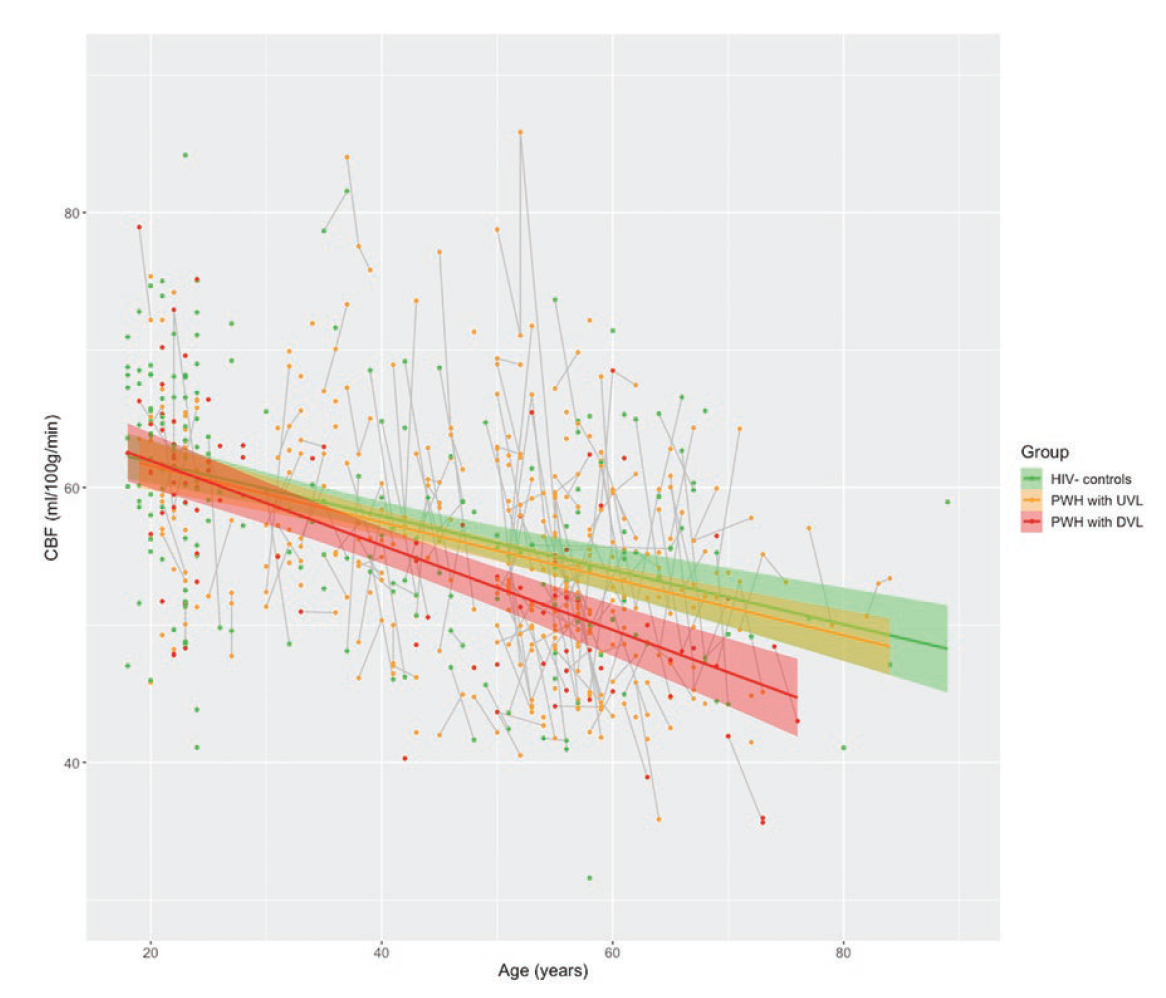 80
60
40
CBF (ml/100g/min)
20
40
60
80
Age (years)
Group
HIV- controls
PWH with UVL
PWH with DVL